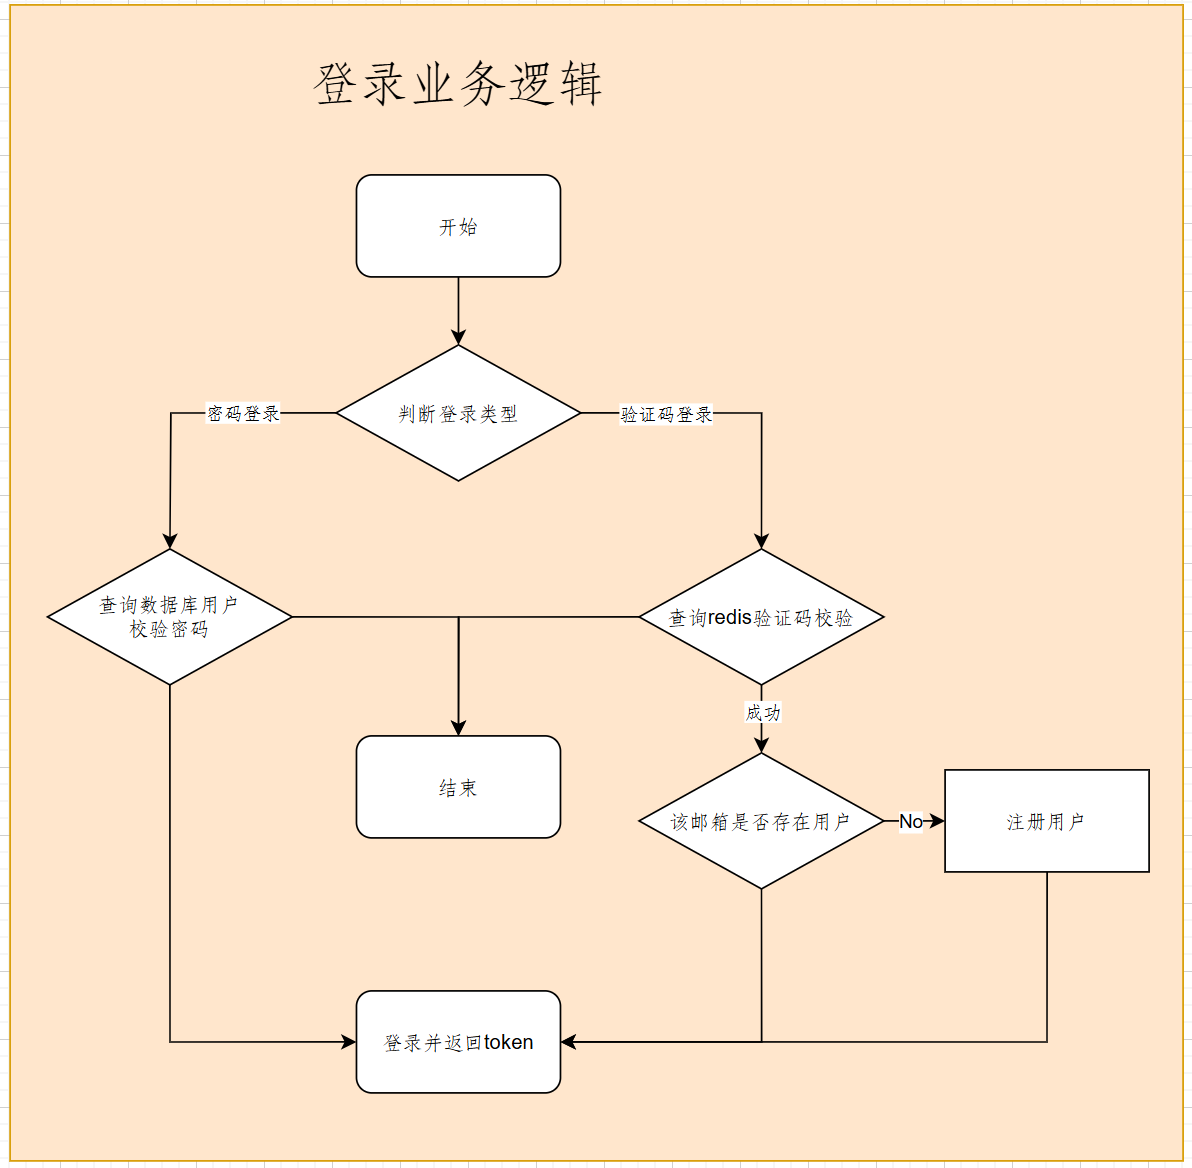 登录业务逻辑
开始
判断登录类型
密码登录
验证码登录
查询数据库用户
校验密码
查询redis验证码校验
成功
结束
该邮箱是否存在用户
No
注册用户
登录并返回token